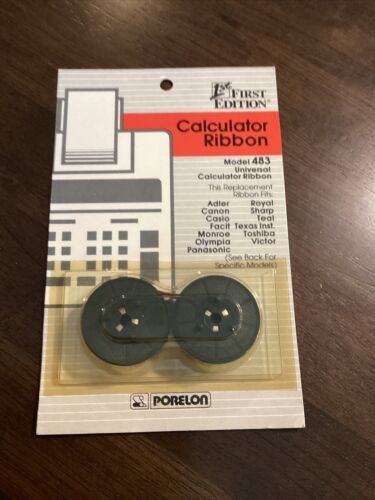 1st FIRST
EDITION®
Calculator
Ribbon
Model 483
Universal
Calculator Ribbon
This Replacement
Ribbon Fits:
Adler Royal
Canon Sharp
Casio Teal
Facit Texas Inst.
Monroe Toshiba
Olympia Victor
Panasonic
(See Back For
Specific Models)
PORELON